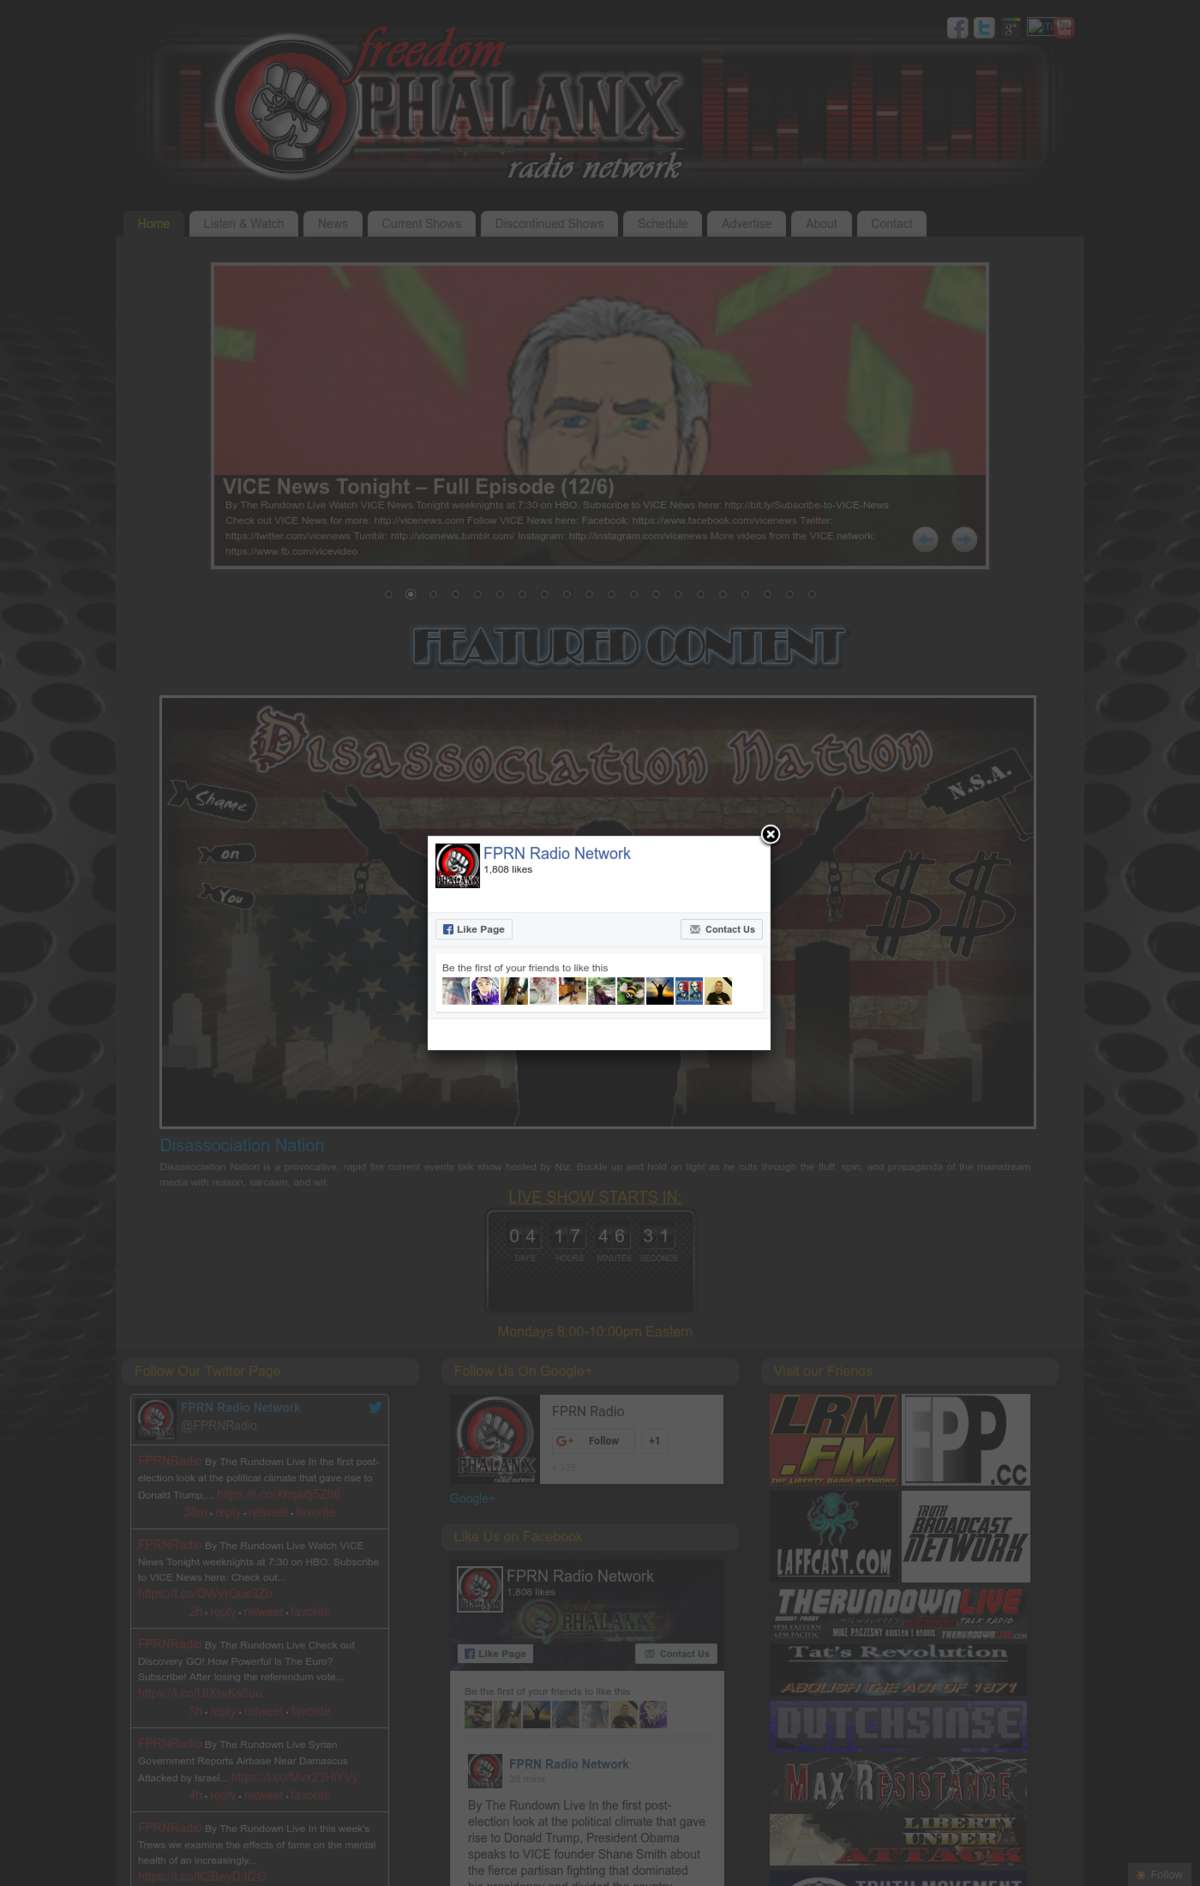 freedom
PHALANX
radio network
Home
Listen & Watch
News
Current Shows
Discontinued Shows
Schedule
Advertise
About
Contact
VICE News Tonight – Full Episode (12/6)
By The Rundown Live Watch VICE News Tonight weeknights at 7:30 on HBO. Subscribe to VICE News here: http://bit.ly/Subscribe-to-VICE-News
Check out VICE News for more: http://vicenews.com Follow VICE News here: Facebook: https://www.facebook.com/vicenews Twitter:
https://twitter.com/vicenews Tumblr: http://vicenews.tumblr.com/ Instagram: http://instagram.com/vicenews More videos from the VICE network:
https://www.fb.com/vicevideo
FEATURED CONTENT
Disassociation Nation
Shame
on
You
N.S.A.
$$
FPRN Radio Network
1,808 likes
Like Page
Contact Us
Be the first of your friends to like this
Disassociation Nation
Disassociation Nation is a provocative, rapid fire current events talk show hosted by Niz. Buckle up and hold on tight as he cuts through the fluff, spin, and propaganda of the mainstream
media with reason, sarcasm, and wit.
LIVE SHOW STARTS IN:
04 17 46 31
DAYS HOURS MINUTES SECONDS
Mondays 8:00-10:00pm Eastern
Follow Our Twitter Page
FPRN Radio Network
@FPRNRadio
FPRNRadio By The Rundown Live In the first post-
election look at the political climate that gave rise to
Donald Trump,...
38m • reply • retweet • favorite
FPRNRadio By The Rundown Live Watch VICE
News Tonight weeknights at 7:30 on HBO. Subscribe
to VICE News here: Check out...
2h • reply • retweet • favorite
FPRNRadio By The Rundown Live Check out
Discovery GO! How Powerful Is The Euro?
Subscribe! After losing the referendum vote...
reply • retweet • favorite
FPRNRadio By The Rundown Live Syrian
Government Reports Airbase Near Damascus
Attacked by Israel...
4h • reply • retweet • favorite
FPRNRadio By The Rundown Live In this week's
Trews we examine the effects of fame on the mental
health of an increasingly...
Follow Us On Google+
FPRN Radio
Follow
+1
Google+
Like Us on Facebook
FPRN Radio Network
1,808 likes
PHALANX
Like Page
Contact Us
Be the first of your friends to like this
FPRN Radio Network
By The Rundown Live In the first post-
election look at the political climate that gave
rise to Donald Trump, President Obama
speaks to VICE founder Shane Smith about
the fierce partisan fighting that dominated
his presidency and divided the country
Visit our Friends
LRN
.FM
THE LIBERTY RADIO NETWORK
FPP
.CC
LAFFCAST.COM
TRUTH
BROADCAST
NETWORK
THERUNDOWNLIVE
Tat's Revolution
ABOLISH THE ACT OF 1871
DUTCHSINSE
MAX RESISTANCE
LIBERTY
UNDER
ATTACK
TRUTH MOVEMENT
Follow